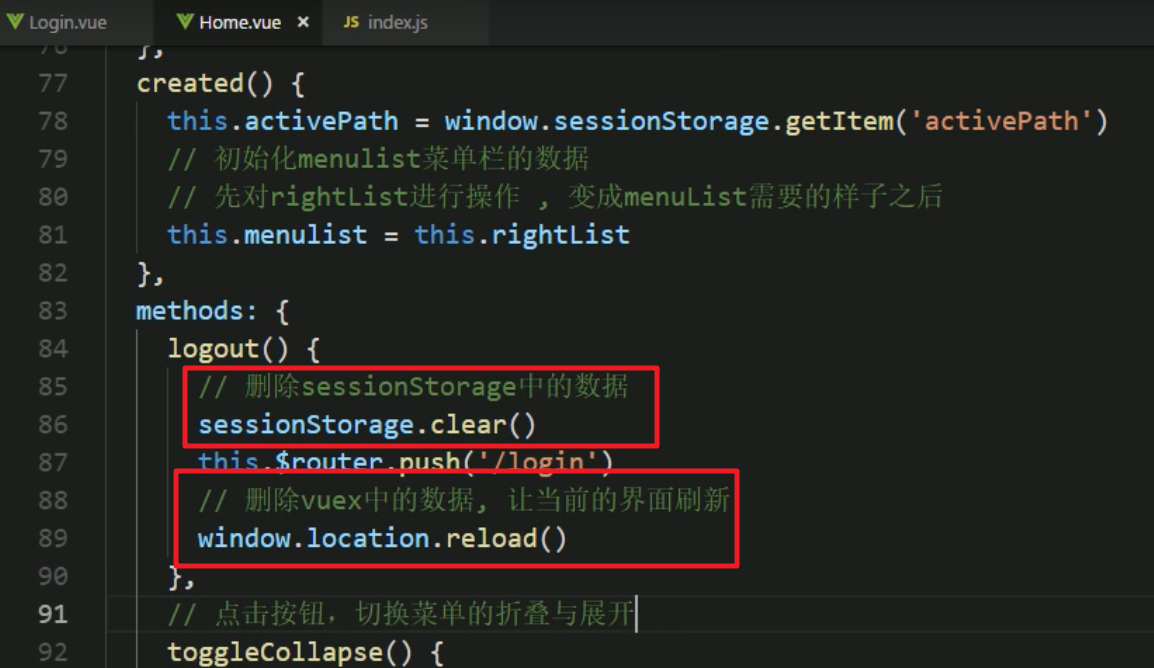 Login.vue Home.vue × JS index.js
76 },
77 created() {
78 this.activePath = window.sessionStorage.getItem('activePath')
79 // 初始化menulist菜单栏的数据
80 // 先对rightList进行操作 , 变成menuList需要的样子之后
81 this.menulist = this.rightList
82 },
83 methods: {
84 logout() {
85 // 删除sessionStorage中的数据
86 sessionStorage.clear()
87 this.$router.push('/login')
88 // 删除vuex中的数据, 让当前的界面刷新
89 window.location.reload()
90 },
91 // 点击按钮，切换菜单的折叠与展开
92 toggleCollapse() {